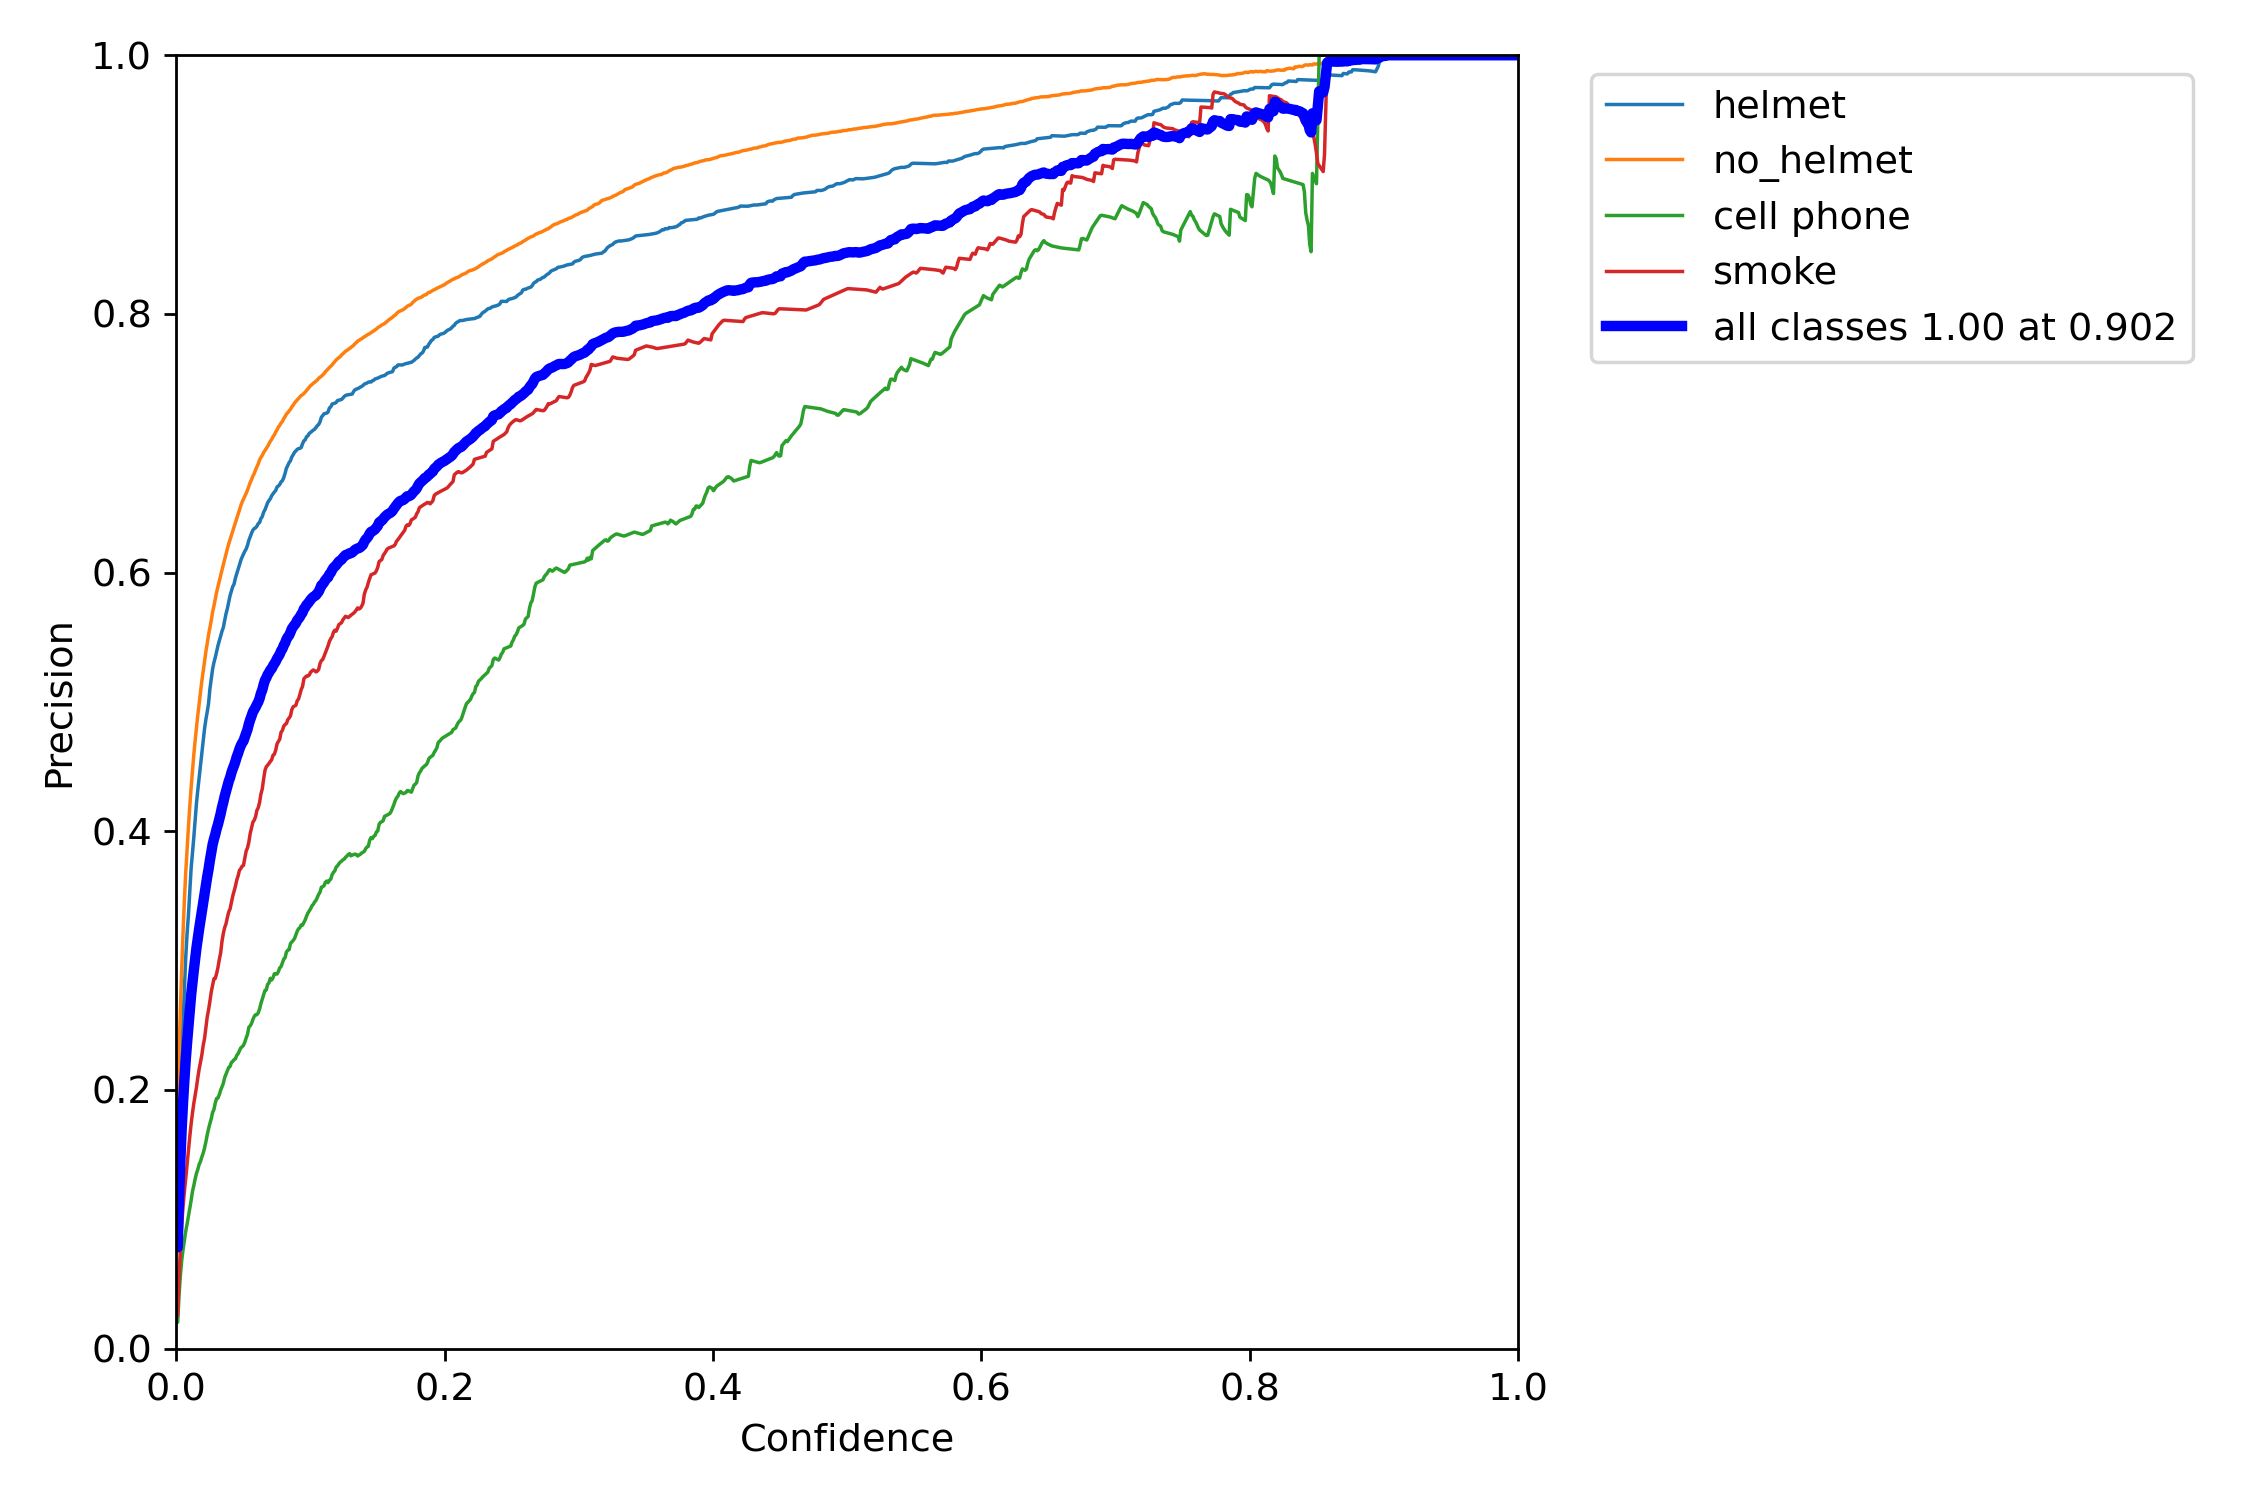 1.0
0.8
0.6
0.4
0.2
0.0
Precision
0.0 0.2 0.4 0.6 0.8 1.0
Confidence
helmet
no_helmet
cell phone
smoke
all classes 1.00 at 0.902